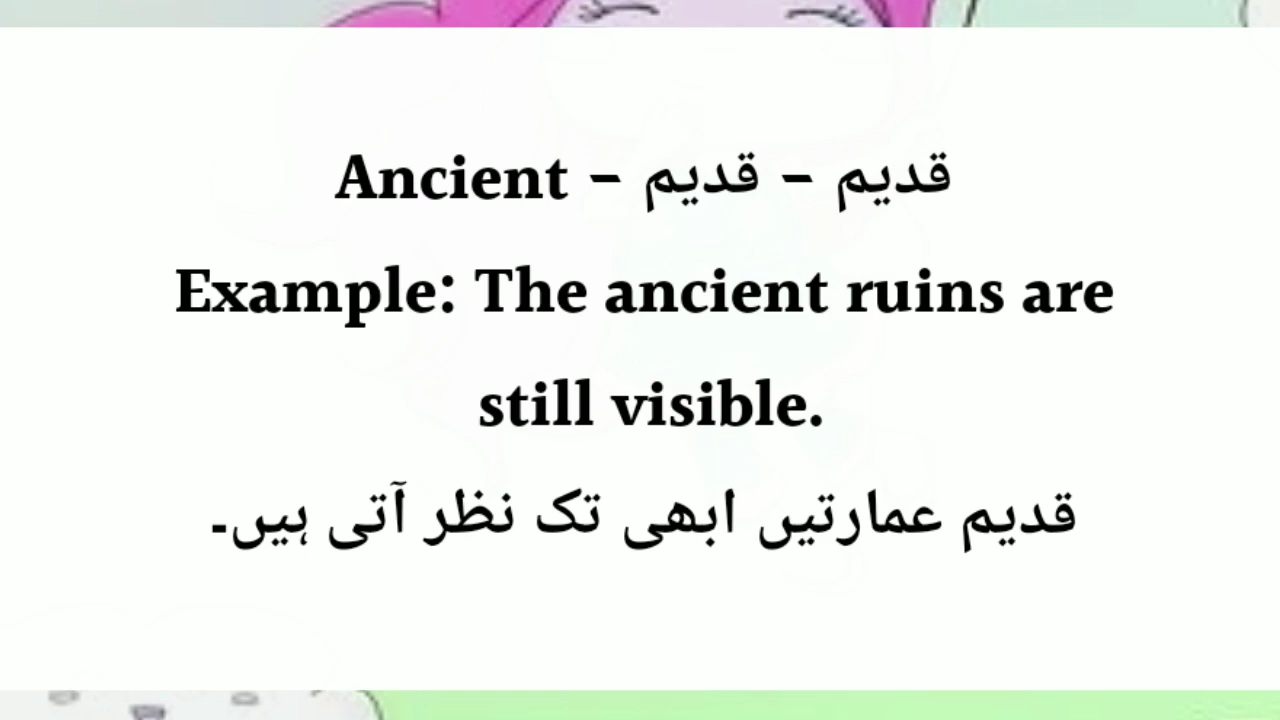 Ancient – قدیم – قدیم
Example: The ancient ruins are
still visible.
قدیم عمارتیں ابھی تک نظر آتی ہیں۔